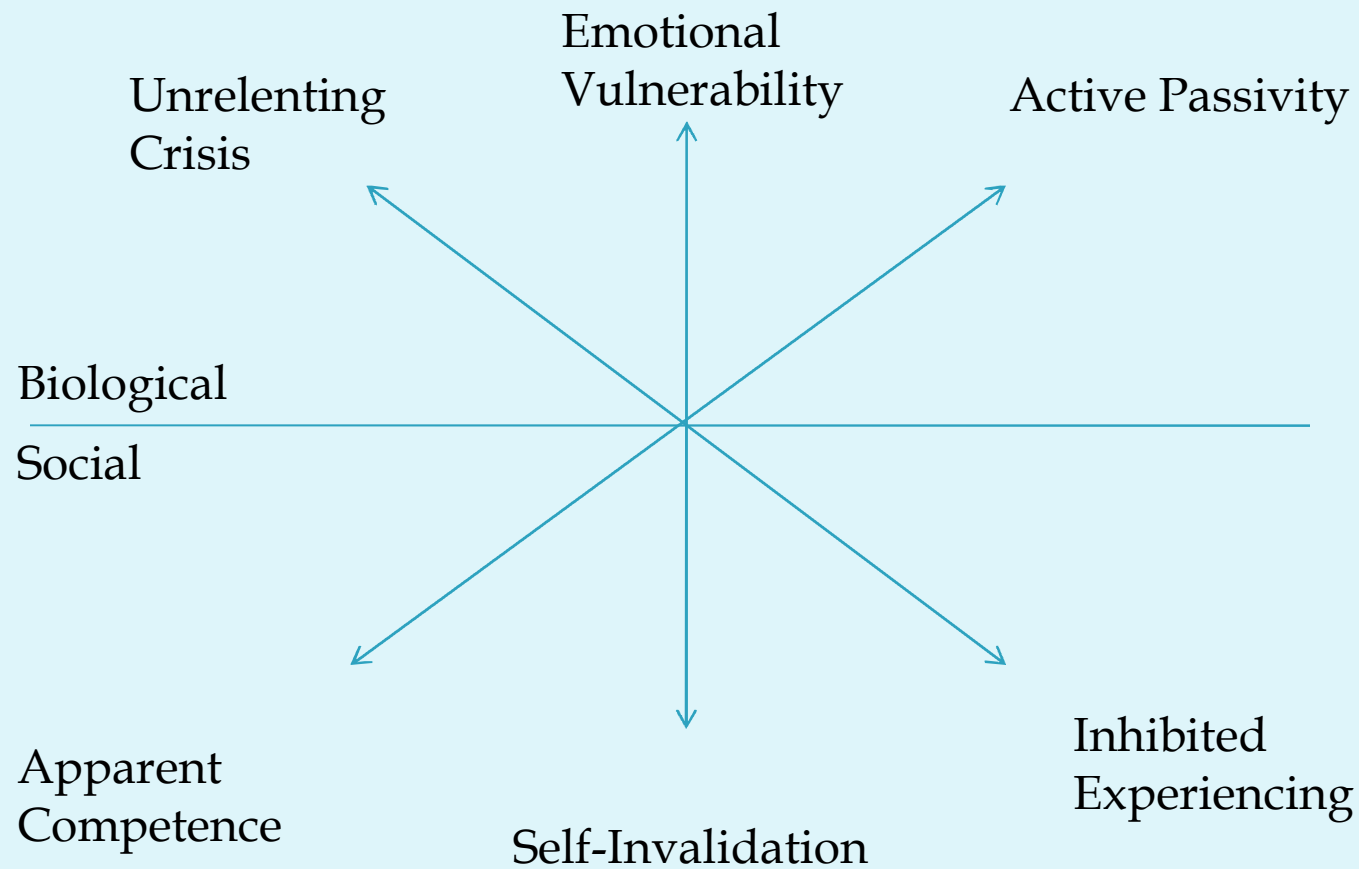 Emotional
Vulnerability
Unrelenting
Crisis
Active Passivity
Biological
Social
Apparent
Competence
Self-Invalidation
Inhibited
Experiencing